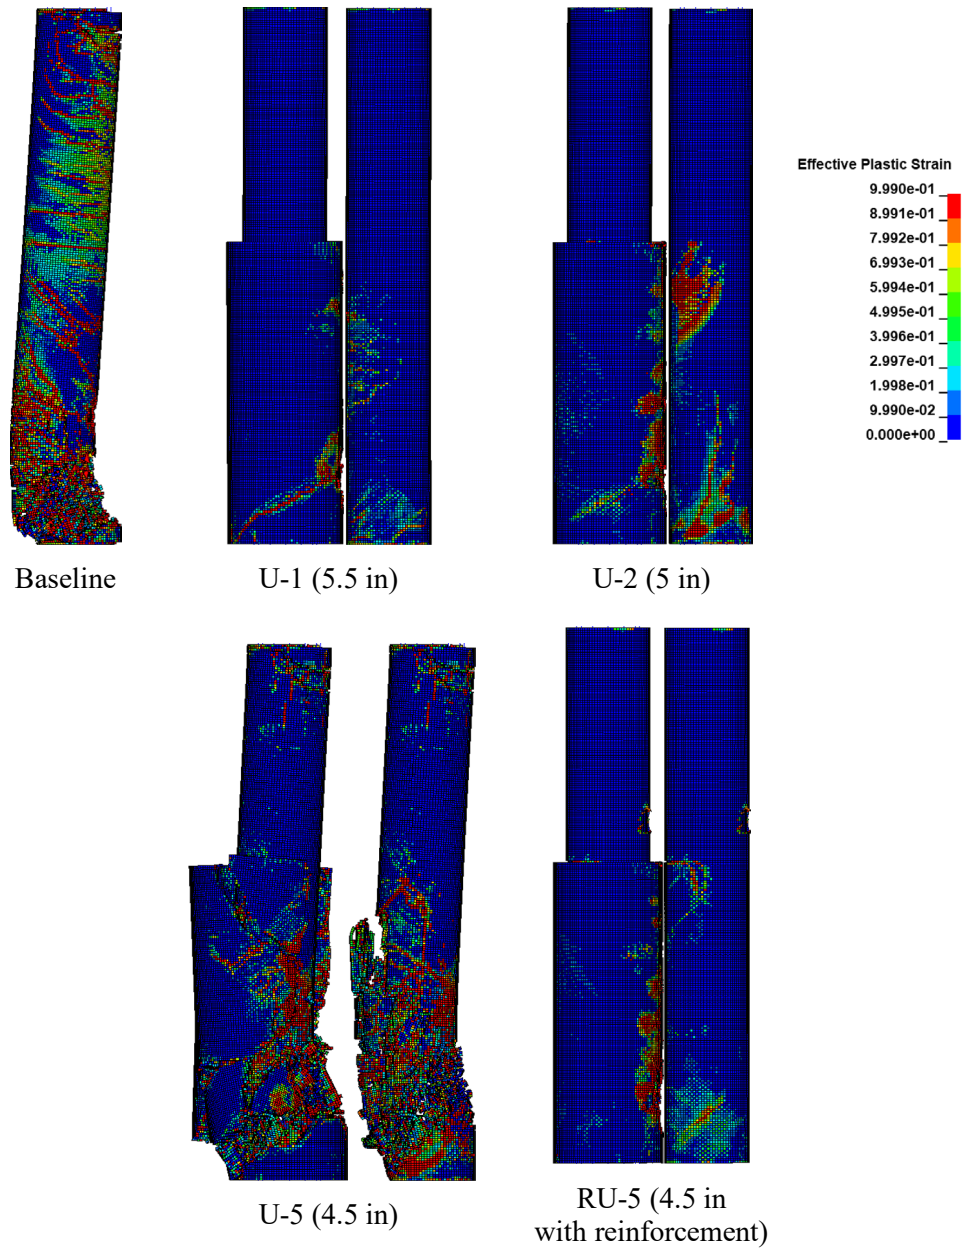 Effective Plastic Strain
9.990e-01
8.991e-01
7.992e-01
6.993e-01
5.994e-01
4.995e-01
3.996e-01
2.997e-01
1.998e-01
9.990e-02
0.000e+00
Baseline
U-1 (5.5 in)
U-2 (5 in)
U-5 (4.5 in)
RU-5 (4.5 in
with reinforcement)